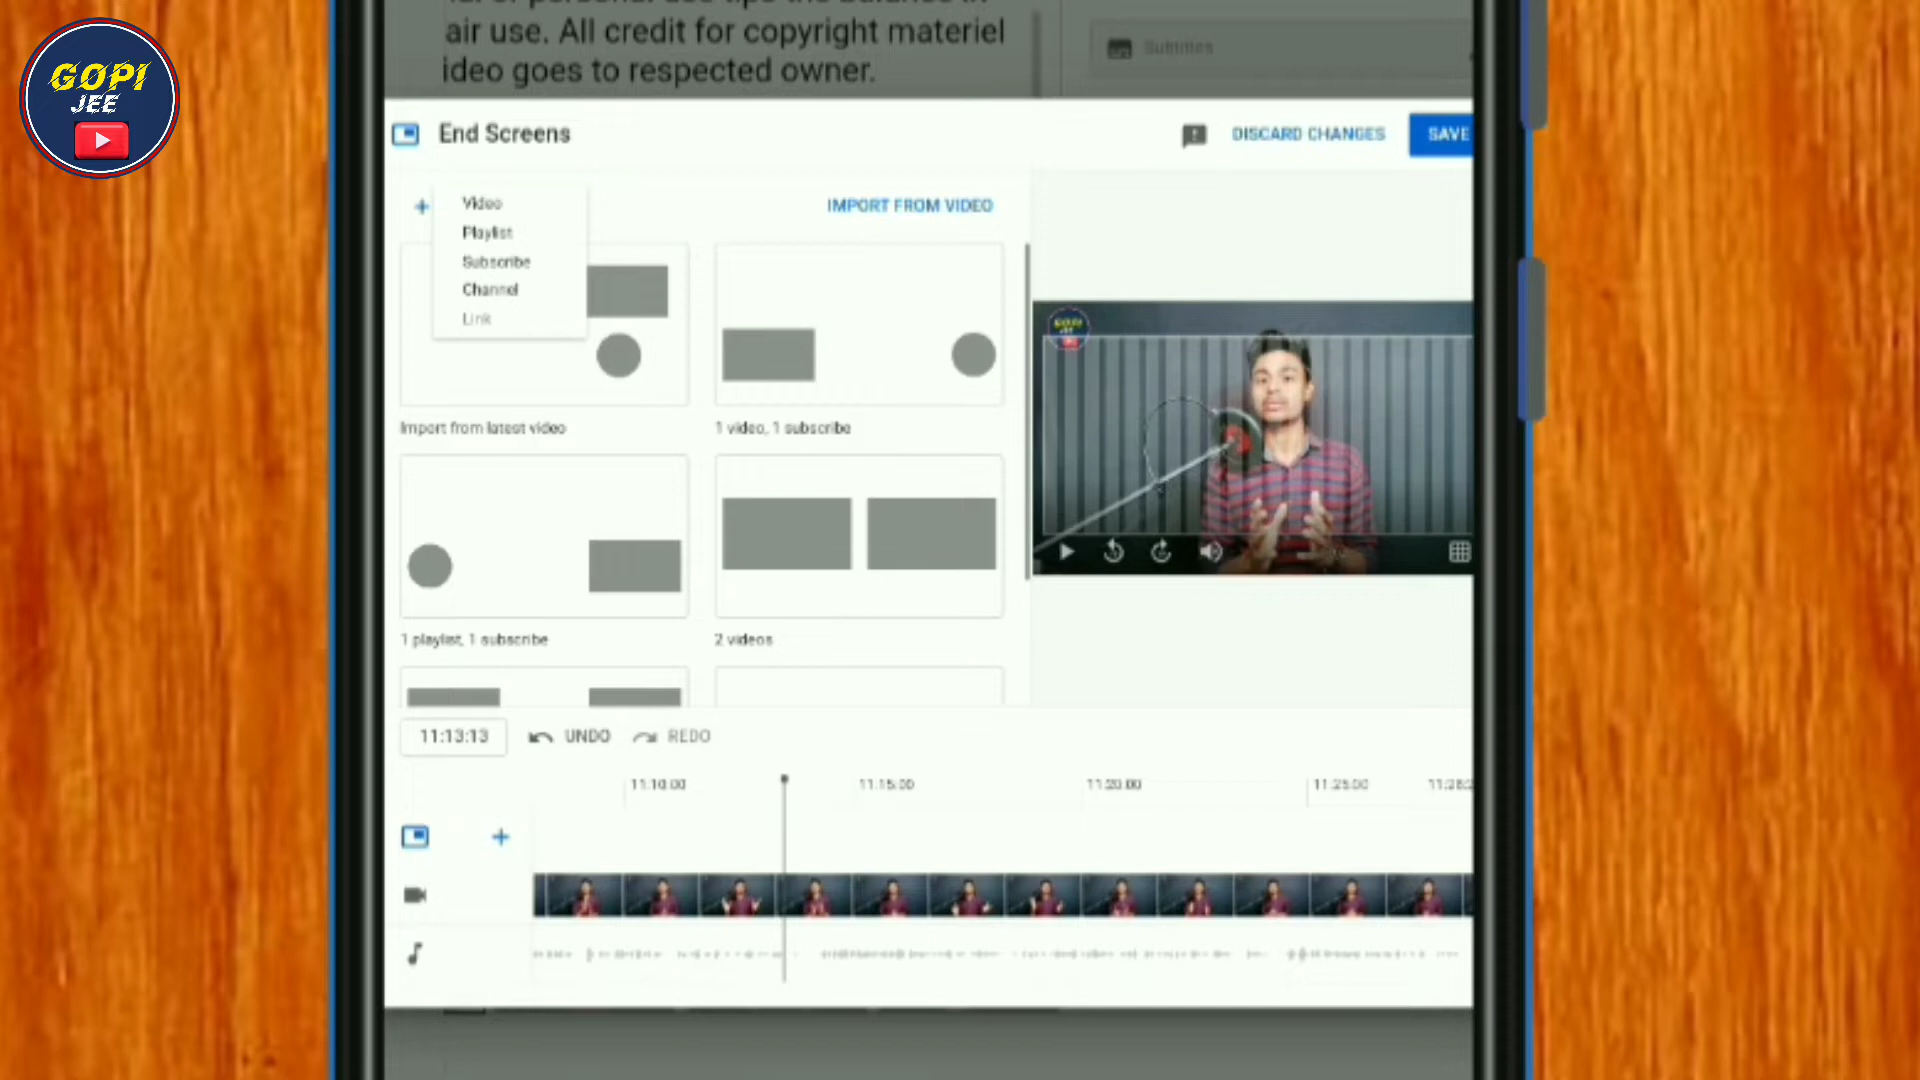 GOPI
JEE
air use. All credit for copyright materiel
ideo goes to respected owner.
Subtitles
End Screens
DISCARD CHANGES
SAVE
Video
Playlist
Subscribe
Channel
Link
IMPORT FROM VIDEO
Import from latest video
1 video, 1 subscribe
1 playlist, 1 subscribe
2 videos
GOPI
JEE
11:13:13
UNDO
REDO
11:10:00
11:15:00
11:20:00
11:25:00